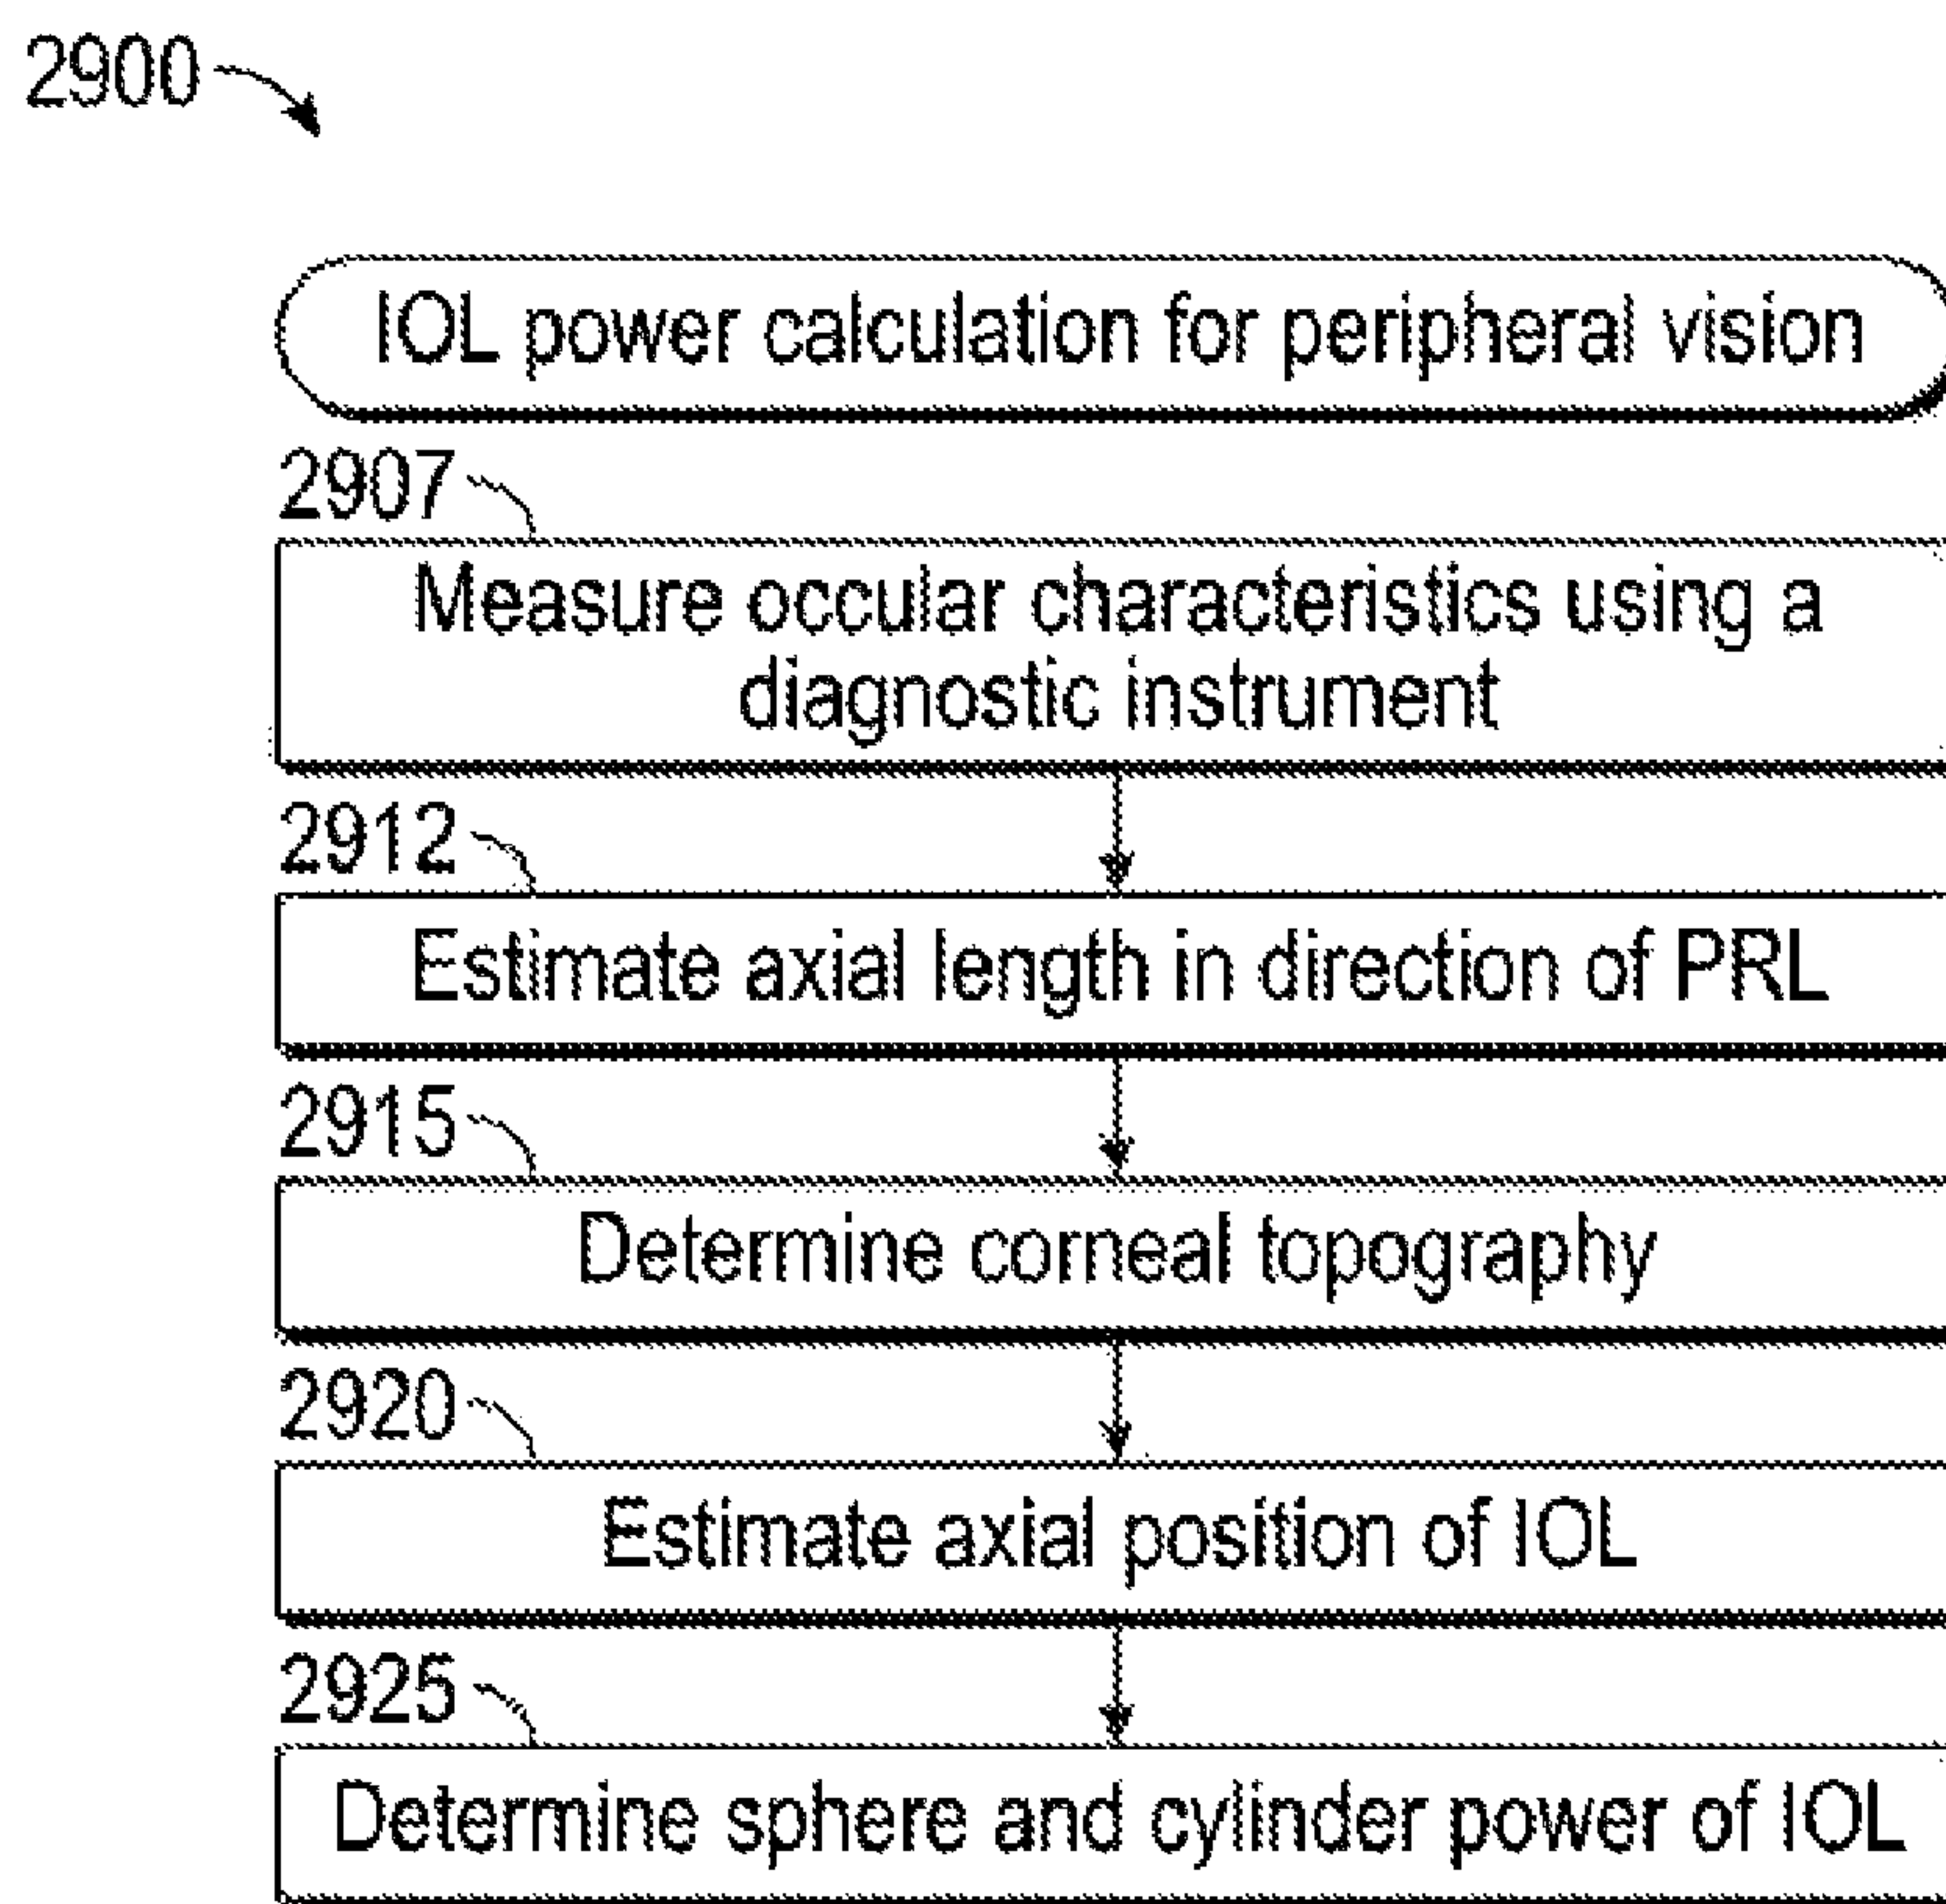 2900
IOL power calculation for peripheral vision
2907
Measure occular characteristics using a
diagnostic instrument
2912
Estimate axial length in direction of PRL
2915
Determine corneal topography
2920
Estimate axial position of IOL
2925
Determine sphere and cylinder power of IOL